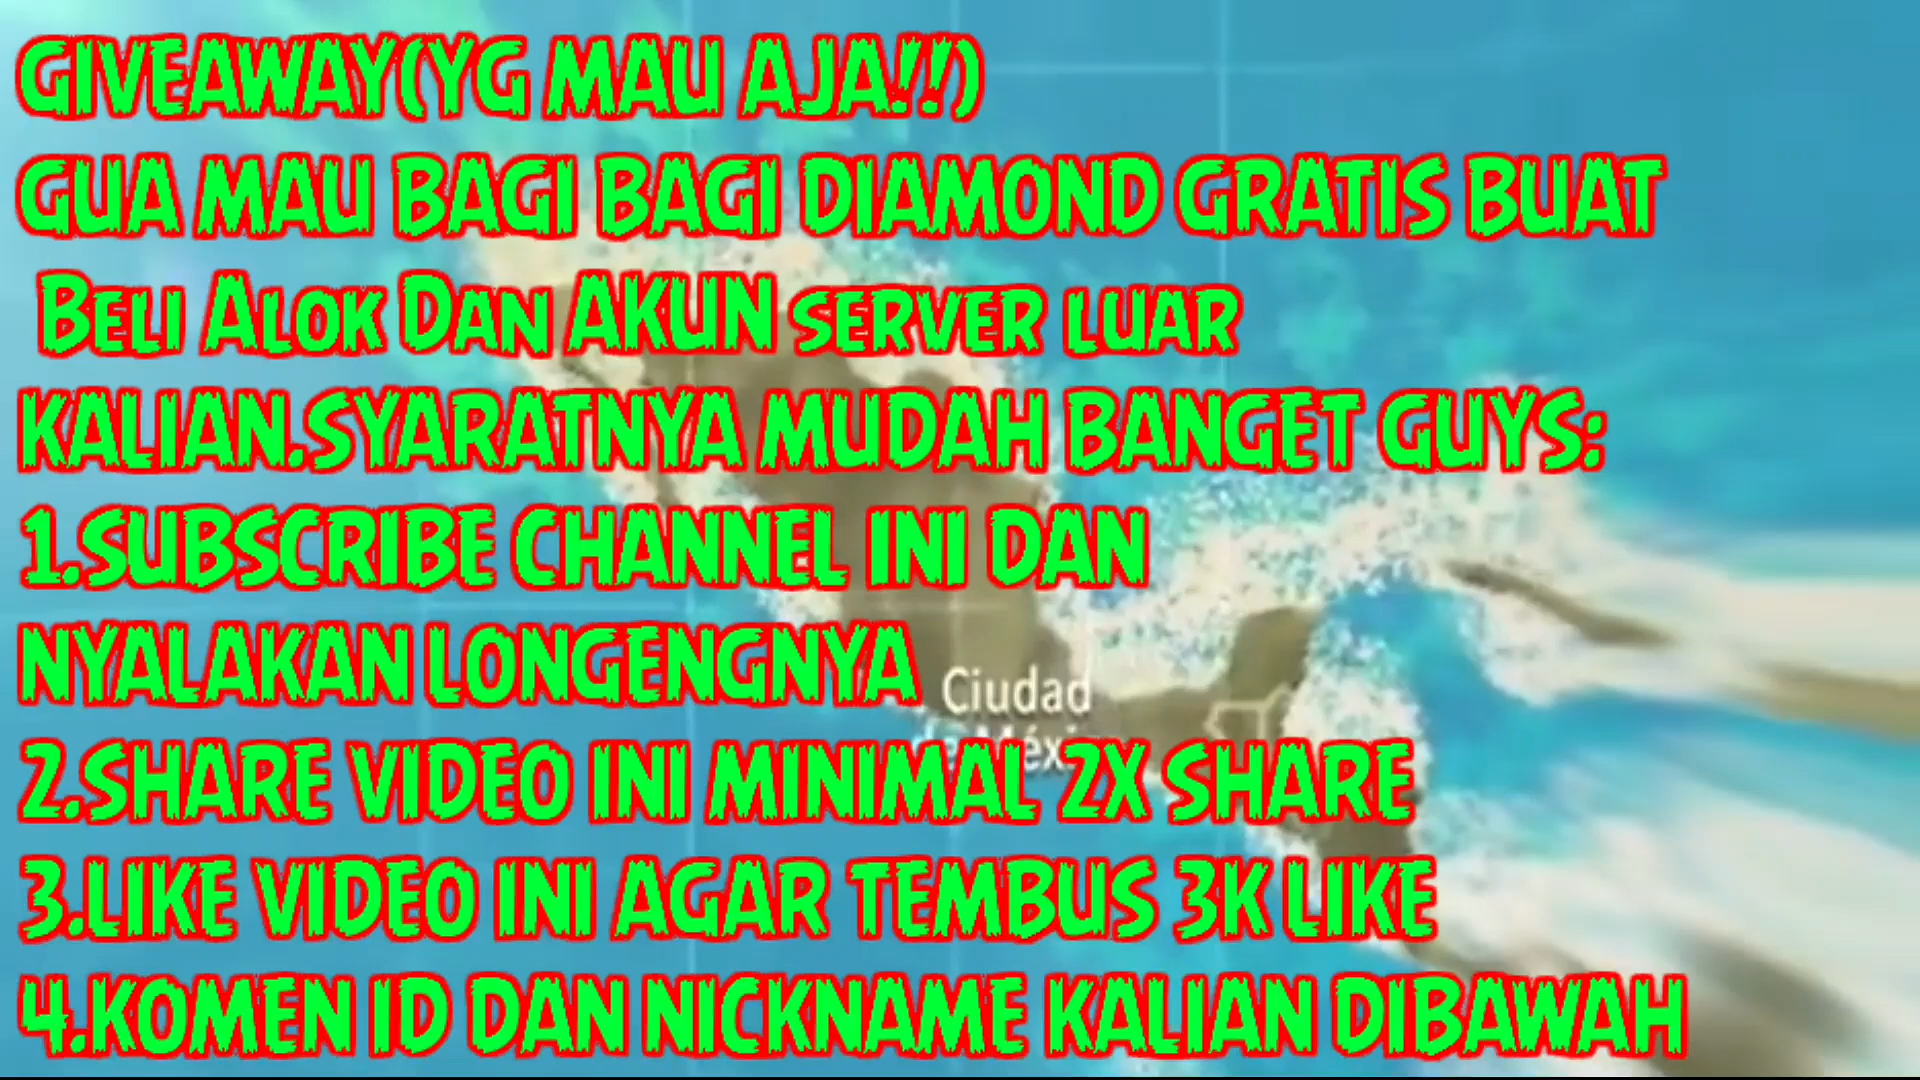 GIVEAWAY(YG MAU AJA!!)
GUA MAU BAGI BAGI DIAMOND GRATIS BUAT
BELI ALOK DAN AKUN SERVER LUAR
KALIAN.SYARATNYA MUDAH BANGET GUYS:
1.SUBSCRIBE CHANNEL INI DAN
NYALAKAN LONGENGNYA
Ciudad
2.SHARE VIDEO INI MINIMAL 2X SHARE
3.LIKE VIDEO INI AGAR TEMBUS 3K LIKE
4.KOMEN ID DAN NICKNAME KALIAN DIBAWAH